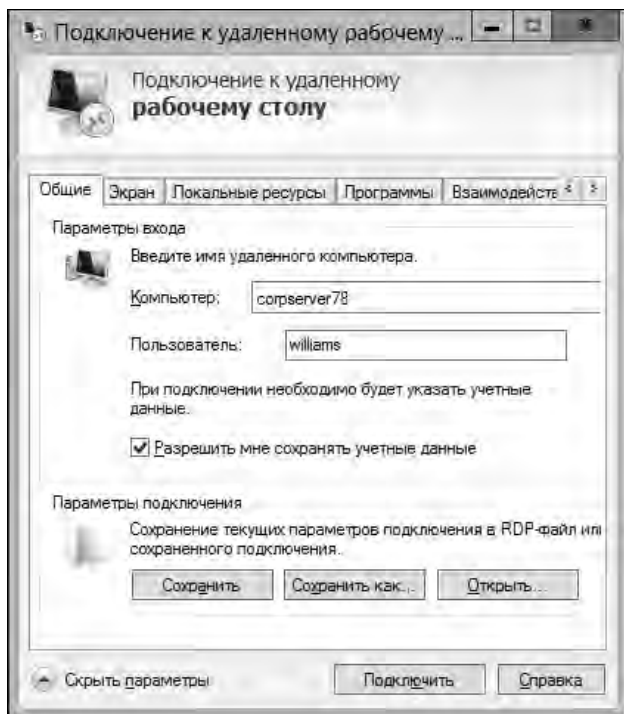 Подключение к удаленному рабочему ...
Подключение к удаленному
рабочему столу
Общие
Экран
Локальные ресурсы
Программы
Взаимодейств
Параметры входа
Введите имя удаленного компьютера.
Компьютер: corpserver78
Пользователь: williams
При подключении необходимо будет указать учетные
данные.
Разрешить мне сохранять учетные данные
Параметры подключения
Сохранение текущих параметров подключения в RDP-файл или
сохраненного подключения.
Сохранить
Сохранить как...
Открыть...
Скрыть параметры
Подключить
Справка